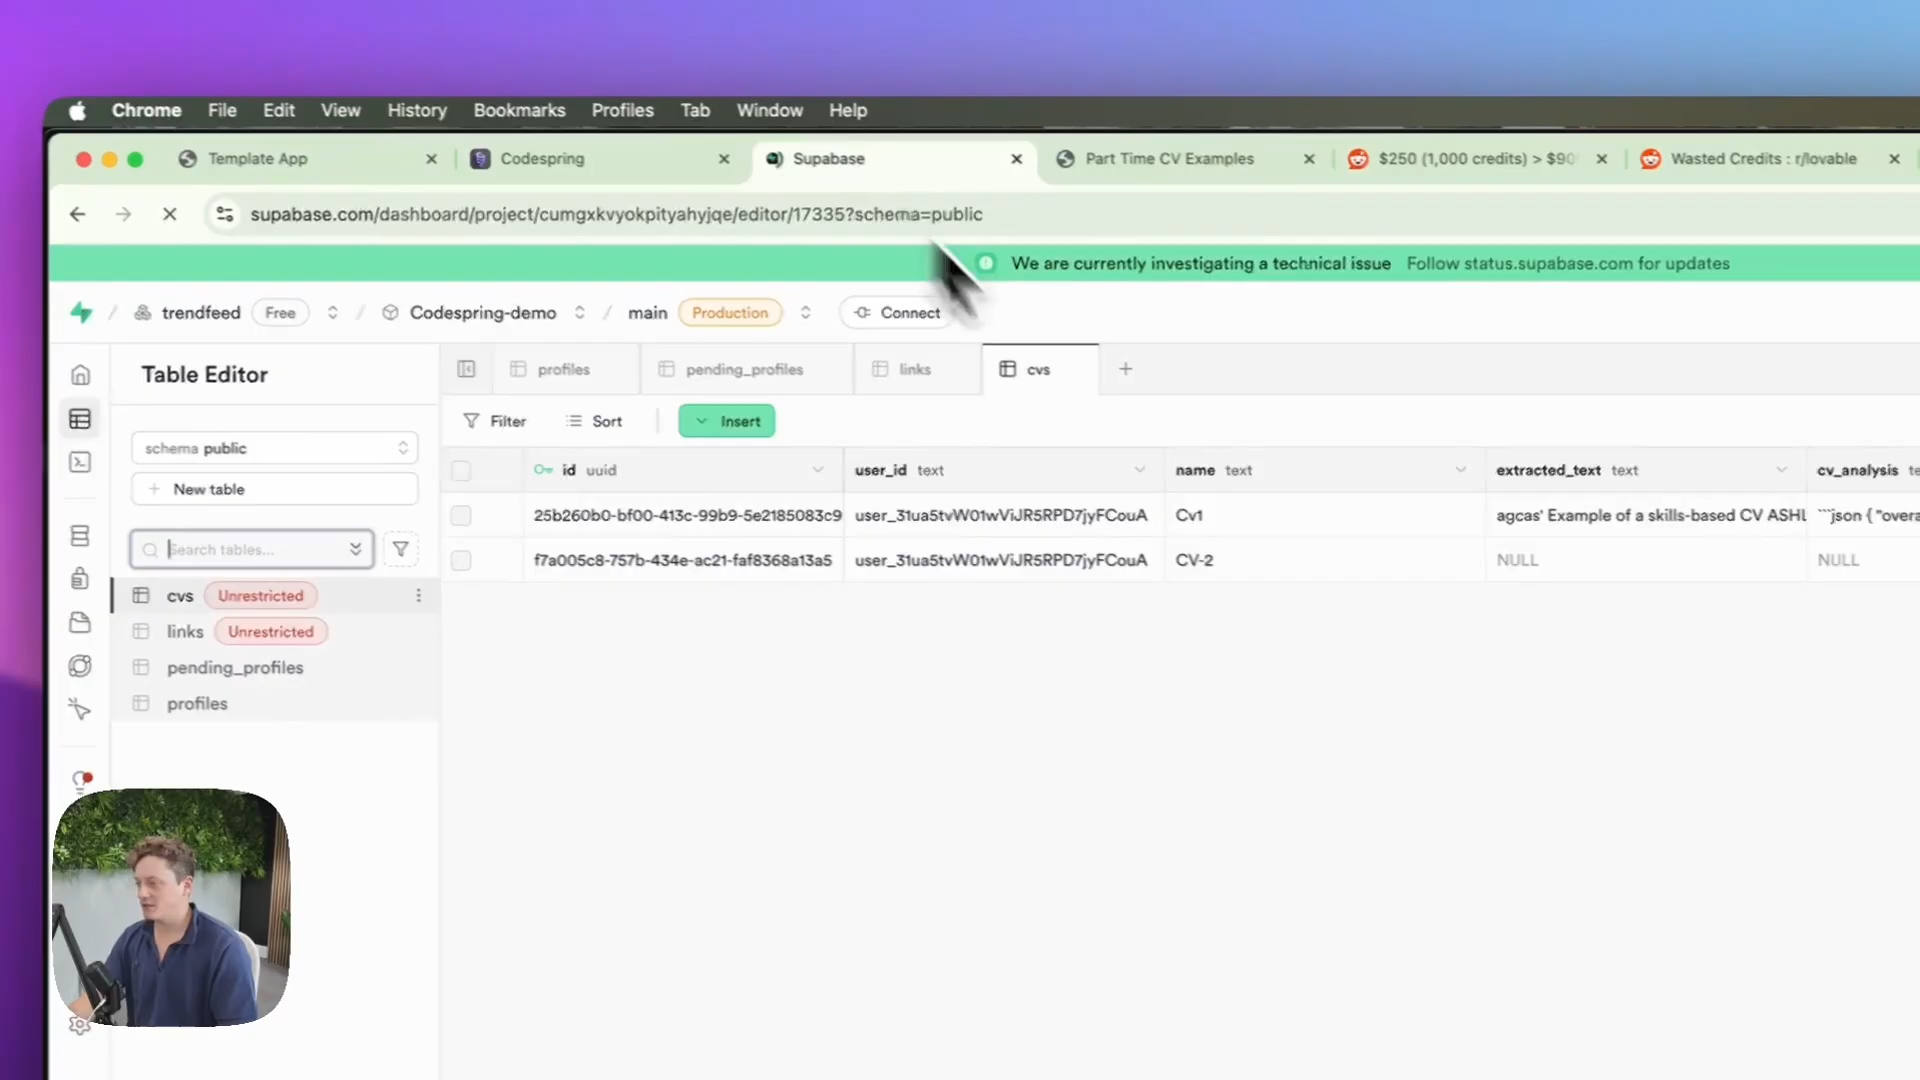 Chrome File Edit View History Bookmarks Profiles Tab Window Help
Template App
Codespring
Supabase
Part Time CV Examples
$250 (1,000 credits) > $90
Wasted Credits : r/lovable
supabase.com/dashboard/project/cumgxkvyokpityahyjqe/editor/17335?schema=public
We are currently investigating a technical issue Follow status.supabase.com for updates
/ trendfeed Free / Codespring-demo / main Production Connect
Table Editor
profiles
pending_profiles
links
cvs
Filter
Sort
Insert
schema public
New table
Search tables...
cvs Unrestricted
links Unrestricted
pending_profiles
profiles
id uuid user_id text name text extracted_text text cv_analysis te
25b260b0-bf00-413c-99b9-5e2185083c9 user_31ua5tvW01wViJR5RPD7jyFCouA Cv1 agcas' Example of a skills-based CV ASHL ```json { "overa
f7a005c8-757b-434e-ac21-faf8368a13a5 user_31ua5tvW01wViJR5RPD7jyFCouA CV-2 NULL NULL